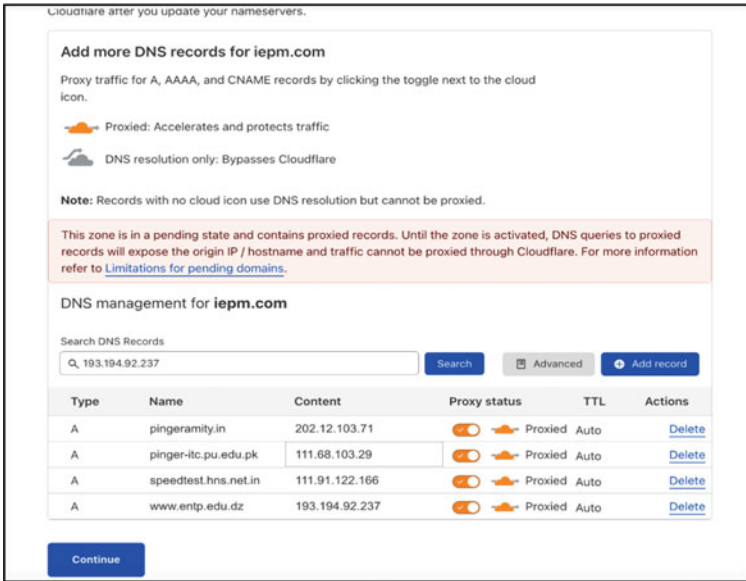 Cloudflare after you update your nameservers.
Add more DNS records for iepm.com
Proxy traffic for A, AAAA, and CNAME records by clicking the toggle next to the cloud
icon.
Proxied: Accelerates and protects traffic
DNS resolution only: Bypasses Cloudflare
Note: Records with no cloud icon use DNS resolution but cannot be proxied.
This zone is in a pending state and contains proxied records. Until the zone is activated, DNS queries to proxied
records will expose the origin IP / hostname and traffic cannot be proxied through Cloudflare. For more information
refer to Limitations for pending domains.
DNS management for iepm.com
Search DNS Records
193.194.92.237 Search Advanced Add record
Type Name Content Proxy status TTL Actions
A pingeramity.in 202.12.103.71 Proxied Auto Delete
A pinger-itc.pu.edu.pk 111.68.103.29 Proxied Auto Delete
A speedtest.hns.net.in 111.91.122.166 Proxied Auto Delete
A www.entp.edu.dz 193.194.92.237 Proxied Auto Delete
Continue